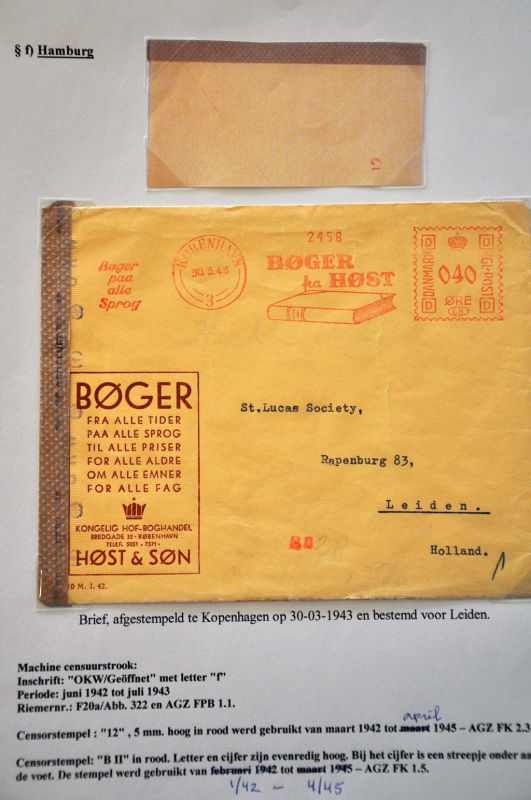 § f) Hamburg
12
2458
Bøger
paa
alle
Sprog
KØBENHAVN
30.3.43
3
BØGER
fra HØST
DANMARK
040
ØRE
G-POST
D
D
D
D
BØGER
FRA ALLE TIDER
PAA ALLE SPROG
TIL ALLE PRISER
FOR ALLE ALDRE
OM ALLE EMNER
FOR ALLE FAG
KONGELIG HOF-BOGHANDEL
BREDGADE 35 · KØBENHAVN
TELEF. 5051 · 7571
HØST & SØN
M. I. 42.
St.Lucas Society,
Rapenburg 83,
Leiden.
Holland.
Brief, afgestempeld te Kopenhagen op 30-03-1943 en bestemd voor Leiden.
Machine censuurstrook:
Inschrift: "OKW/Geöffnet" met letter "f"
Periode: juni 1942 tot juli 1943
Riemernr.: F20a/Abb. 322 en AGZ FPB 1.1.
april
Censorstempel : "12" , 5 mm. hoog in rood werd gebruikt van maart 1942 tot maart 1945 – AGZ FK 2.3
Censorstempel: "B II" in rood. Letter en cijfer zijn evenredig hoog. Bij het cijfer is een streepje onder aan
de voet. De stempel werd gebruikt van februari 1942 tot maart 1945 – AGZ FK 1.5.
1/42 – 4/45